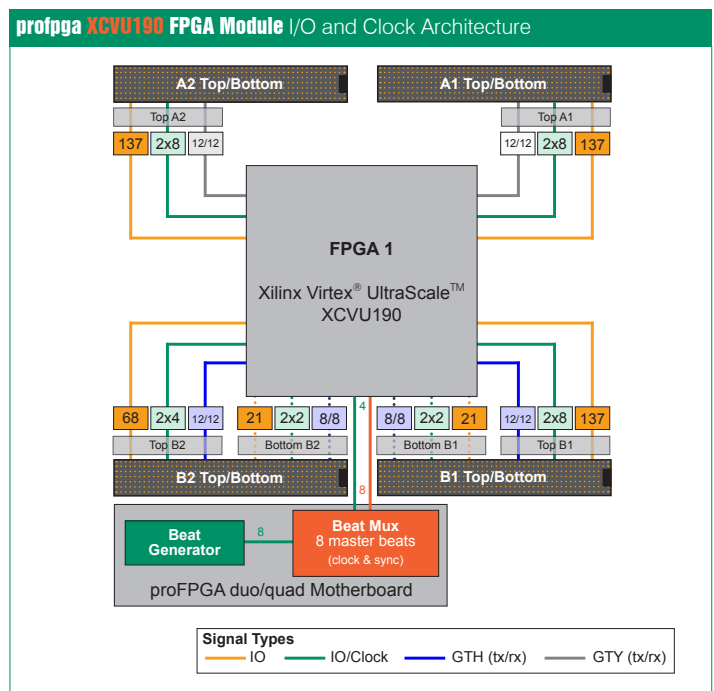 profpga XCVU190 FPGA Module I/O and Clock Architecture
A2 Top/Bottom
A1 Top/Bottom
Top A2
Top A1
137 2x8 12/12
12/12 2x8 137
FPGA 1
Xilinx Virtex® UltraScale™
XCVU190
68 2x4 12/12
21 2x2 8/8
4
8/8 2x2 21
12/12 2x8 137
Top B2
Bottom B2
Bottom B1
Top B1
B2 Top/Bottom
B1 Top/Bottom
8
Beat
Generator
8
Beat Mux
8 master beats
(clock & sync)
proFPGA duo/quad Motherboard
Signal Types
IO IO/Clock GTH (tx/rx) GTY (tx/rx)